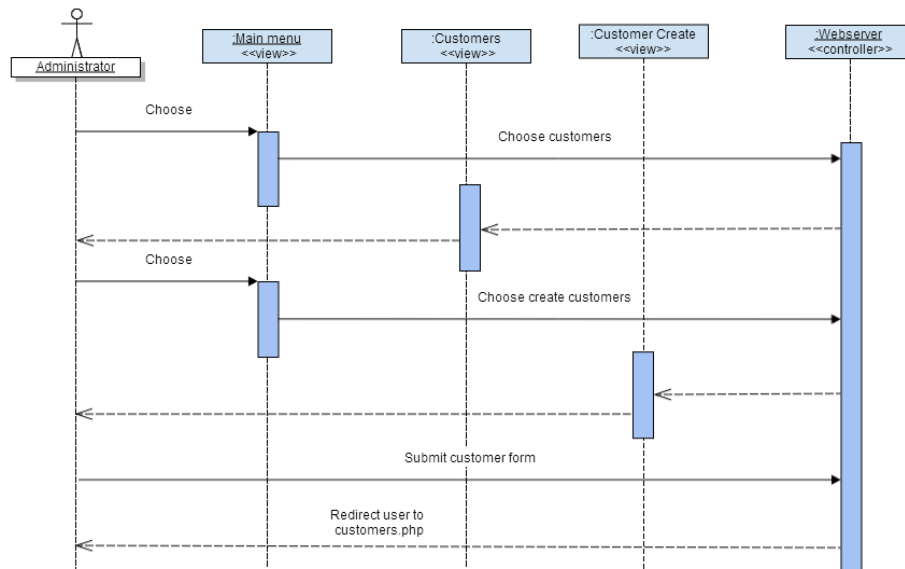 Administrator
:Main menu
<<view>>
:Customers
<<view>>
:Customer Create
<<view>>
:Webserver
<<controller>>
Choose
Choose customers
Choose
Choose create customers
Submit customer form
Redirect user to
customers.php